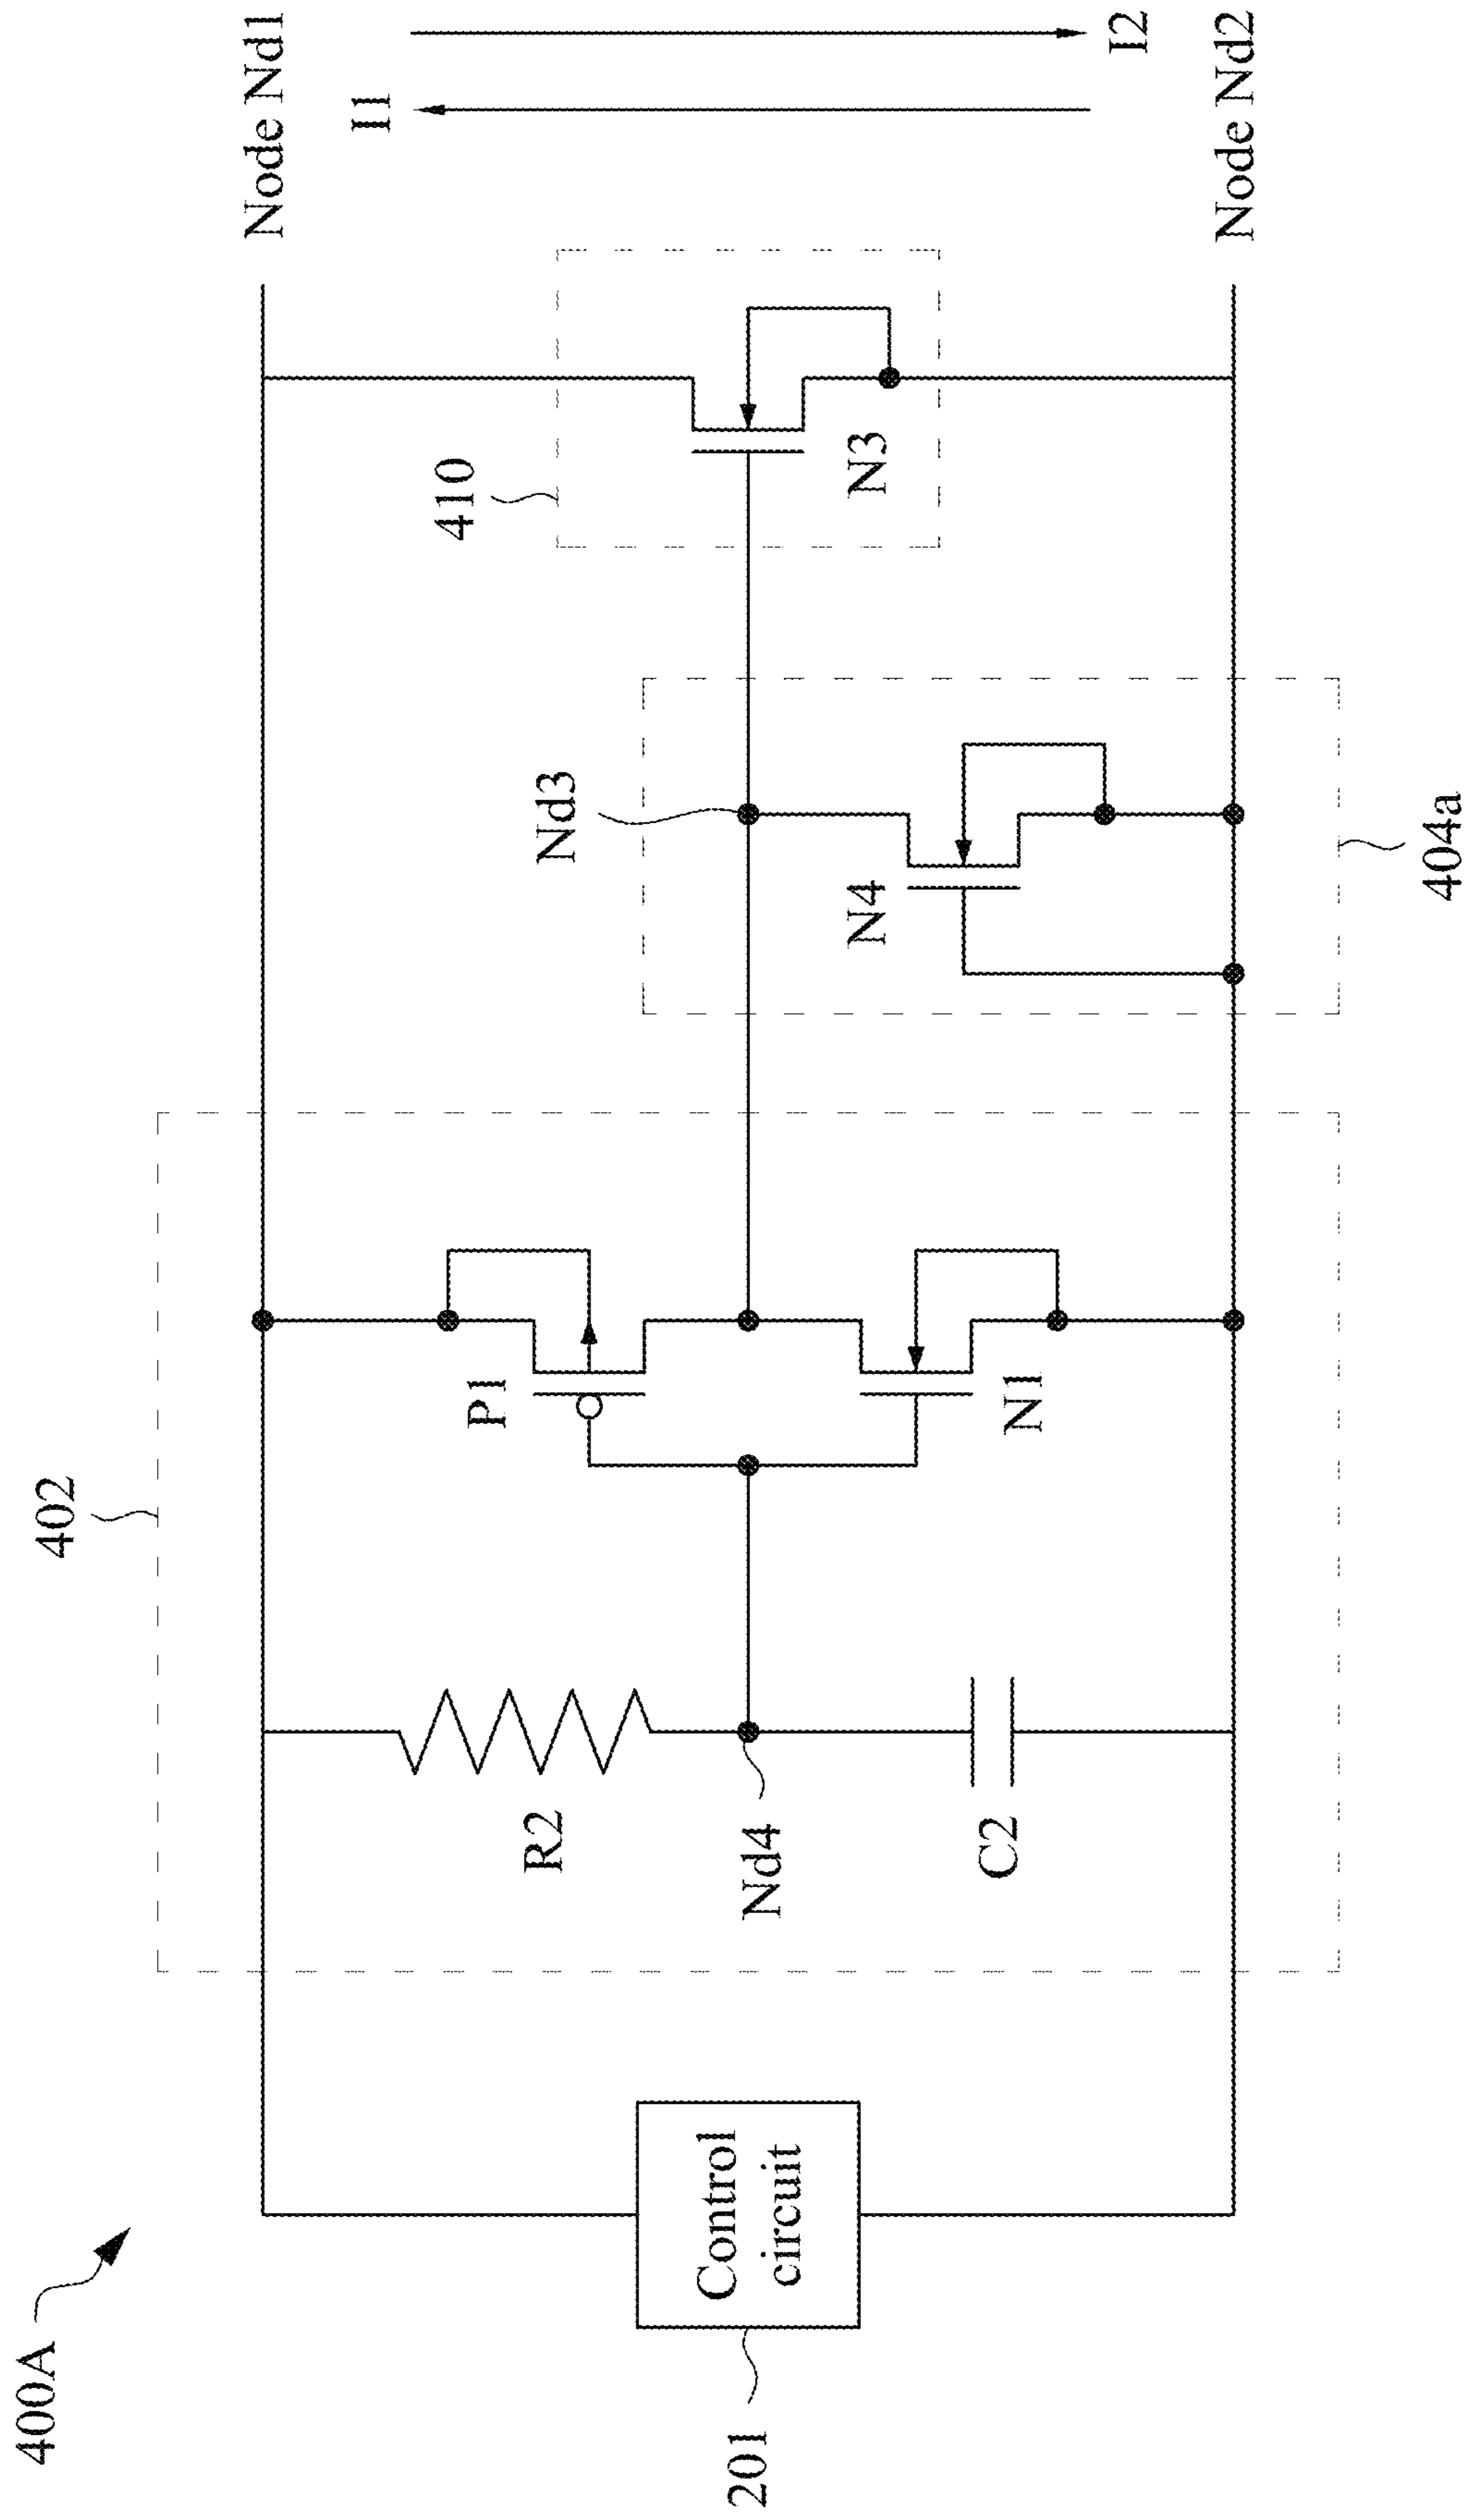 400A
402
404a
410
201
Control
circuit
R2
Nd4
C2
P1
N1
Nd3
N4
N3
Node Nd1
Node Nd2
I1
I2